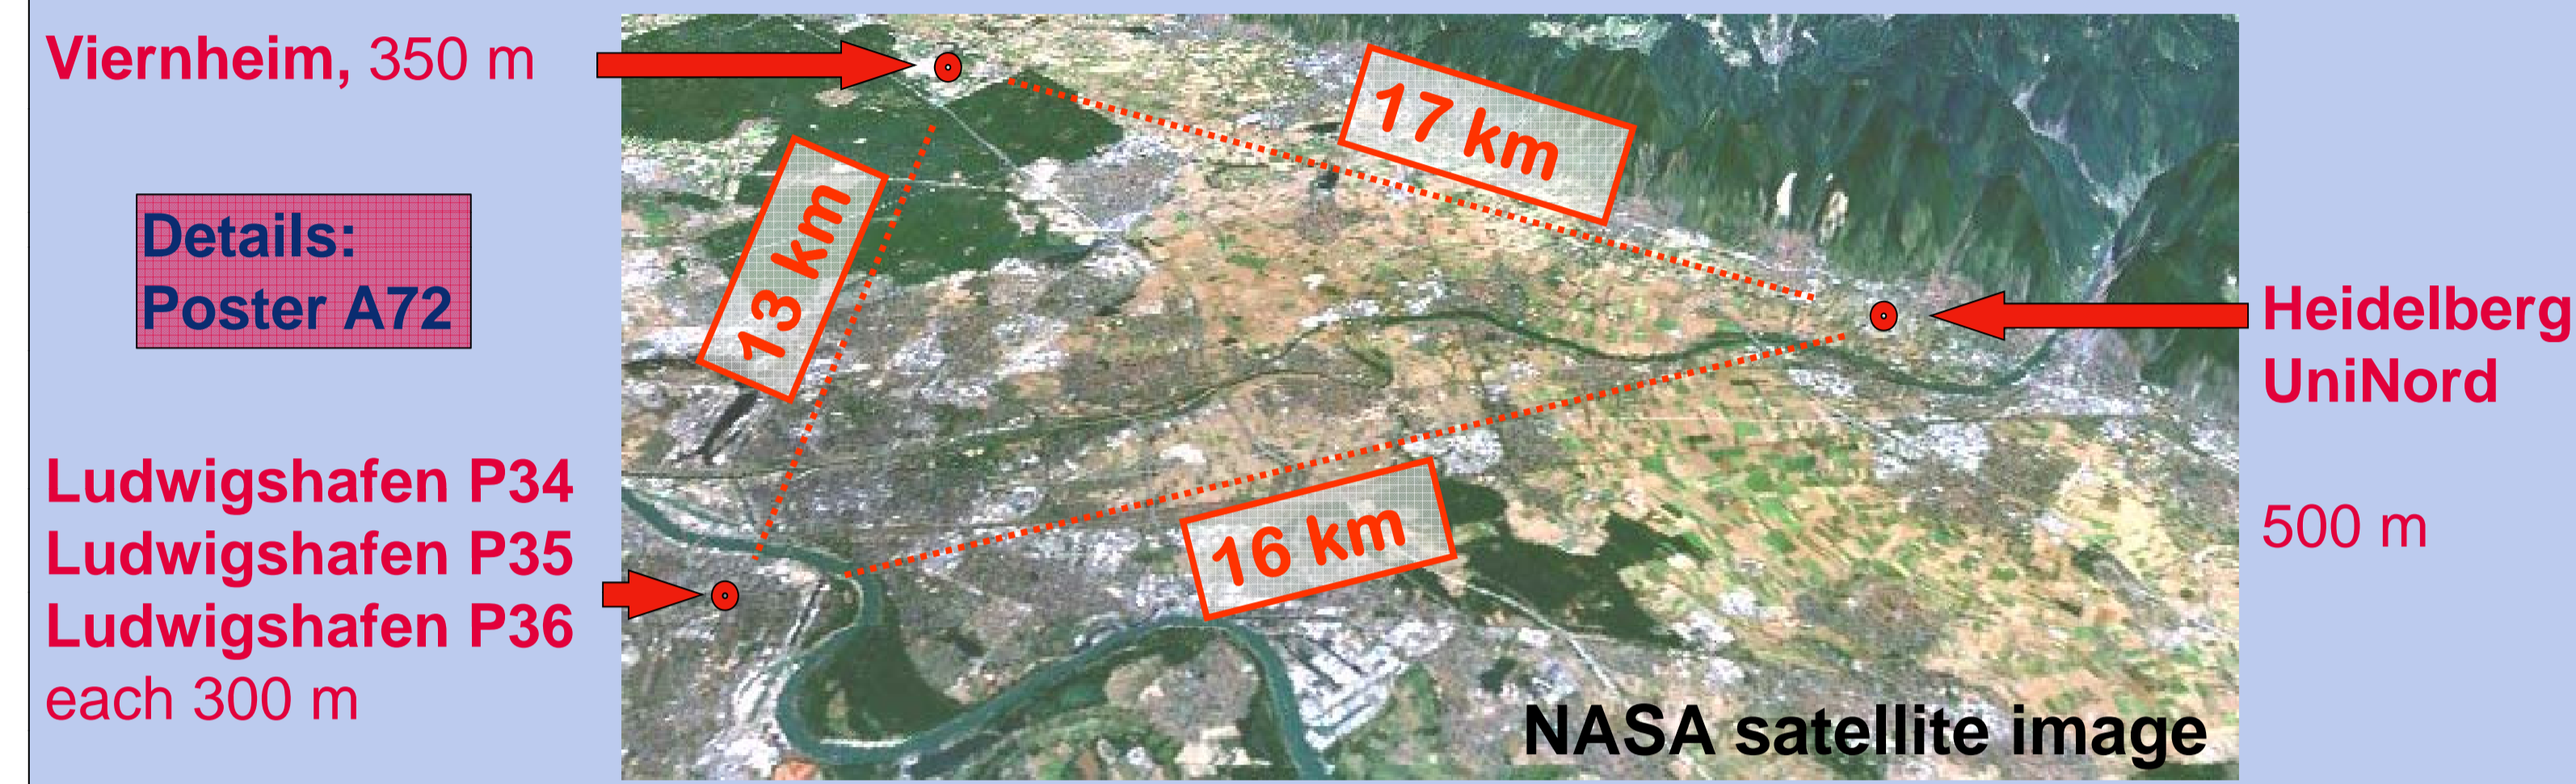 Viernheim, 350 m
Details:
Poster A72
Ludwigshafen P34
Ludwigshafen P35
Ludwigshafen P36
each 300 m
17 km
13 km
16 km
Heidelberg
UniNord
500 m
NASA satellite image